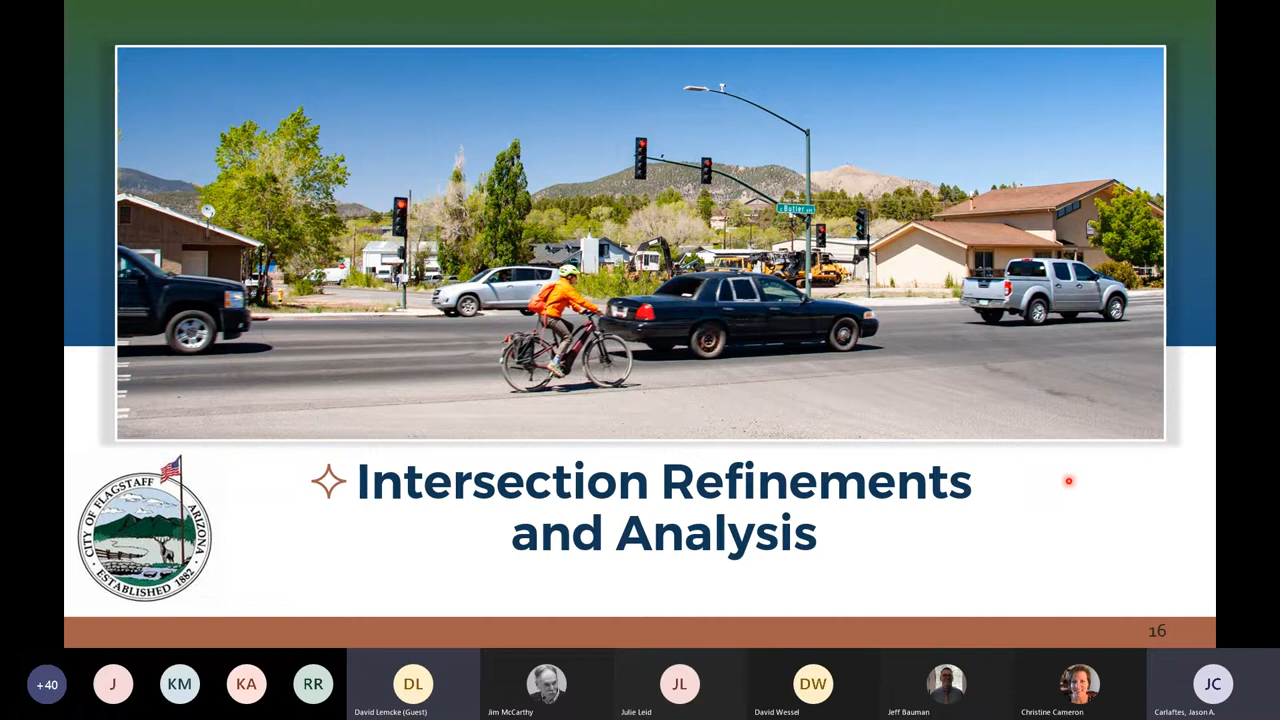 Butler
Intersection Refinements
and Analysis
CITY OF FLAGSTAFF
ARIZONA
ESTABLISHED 1882
16
+40
J
KM
KA
RR
DL
David Lemcke (Guest)
Jim McCarthy
JL
Julie Leid
DW
David Wessel
Jeff Bauman
Christine Cameron
JC
Carlaftes, Jason A.